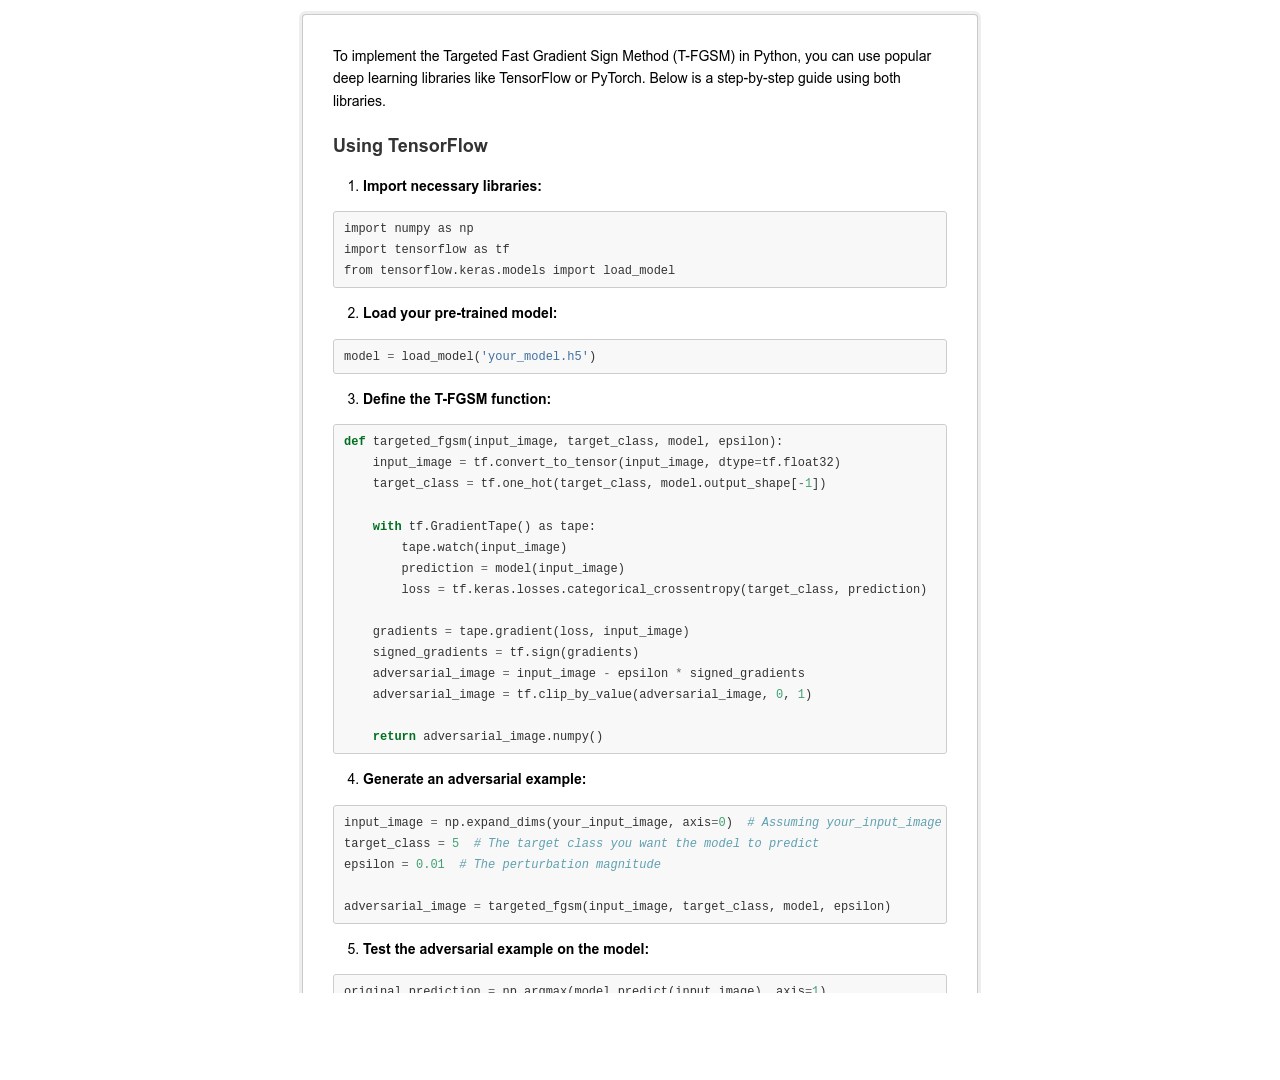 To implement the Targeted Fast Gradient Sign Method (T-FGSM) in Python, you can use popular
deep learning libraries like TensorFlow or PyTorch. Below is a step-by-step guide using both
libraries.
Using TensorFlow
1. Import necessary libraries:
import numpy as np
import tensorflow as tf
from tensorflow.keras.models import load_model
2. Load your pre-trained model:
model = load_model('your_model.h5')
3. Define the T-FGSM function:
def targeted_fgsm(input_image, target_class, model, epsilon):
    input_image = tf.convert_to_tensor(input_image, dtype=tf.float32)
    target_class = tf.one_hot(target_class, model.output_shape[-1])
    with tf.GradientTape() as tape:
        tape.watch(input_image)
        prediction = model(input_image)
        loss = tf.keras.losses.categorical_crossentropy(target_class, prediction)
    gradients = tape.gradient(loss, input_image)
    signed_gradients = tf.sign(gradients)
    adversarial_image = input_image - epsilon * signed_gradients
    adversarial_image = tf.clip_by_value(adversarial_image, 0, 1)
    return adversarial_image.numpy()
4. Generate an adversarial example:
input_image = np.expand_dims(your_input_image, axis=0)  # Assuming your_input_image
target_class = 5  # The target class you want the model to predict
epsilon = 0.01  # The perturbation magnitude
adversarial_image = targeted_fgsm(input_image, target_class, model, epsilon)
5. Test the adversarial example on the model:
original_prediction = np.argmax(model.predict(input_image), axis=1)